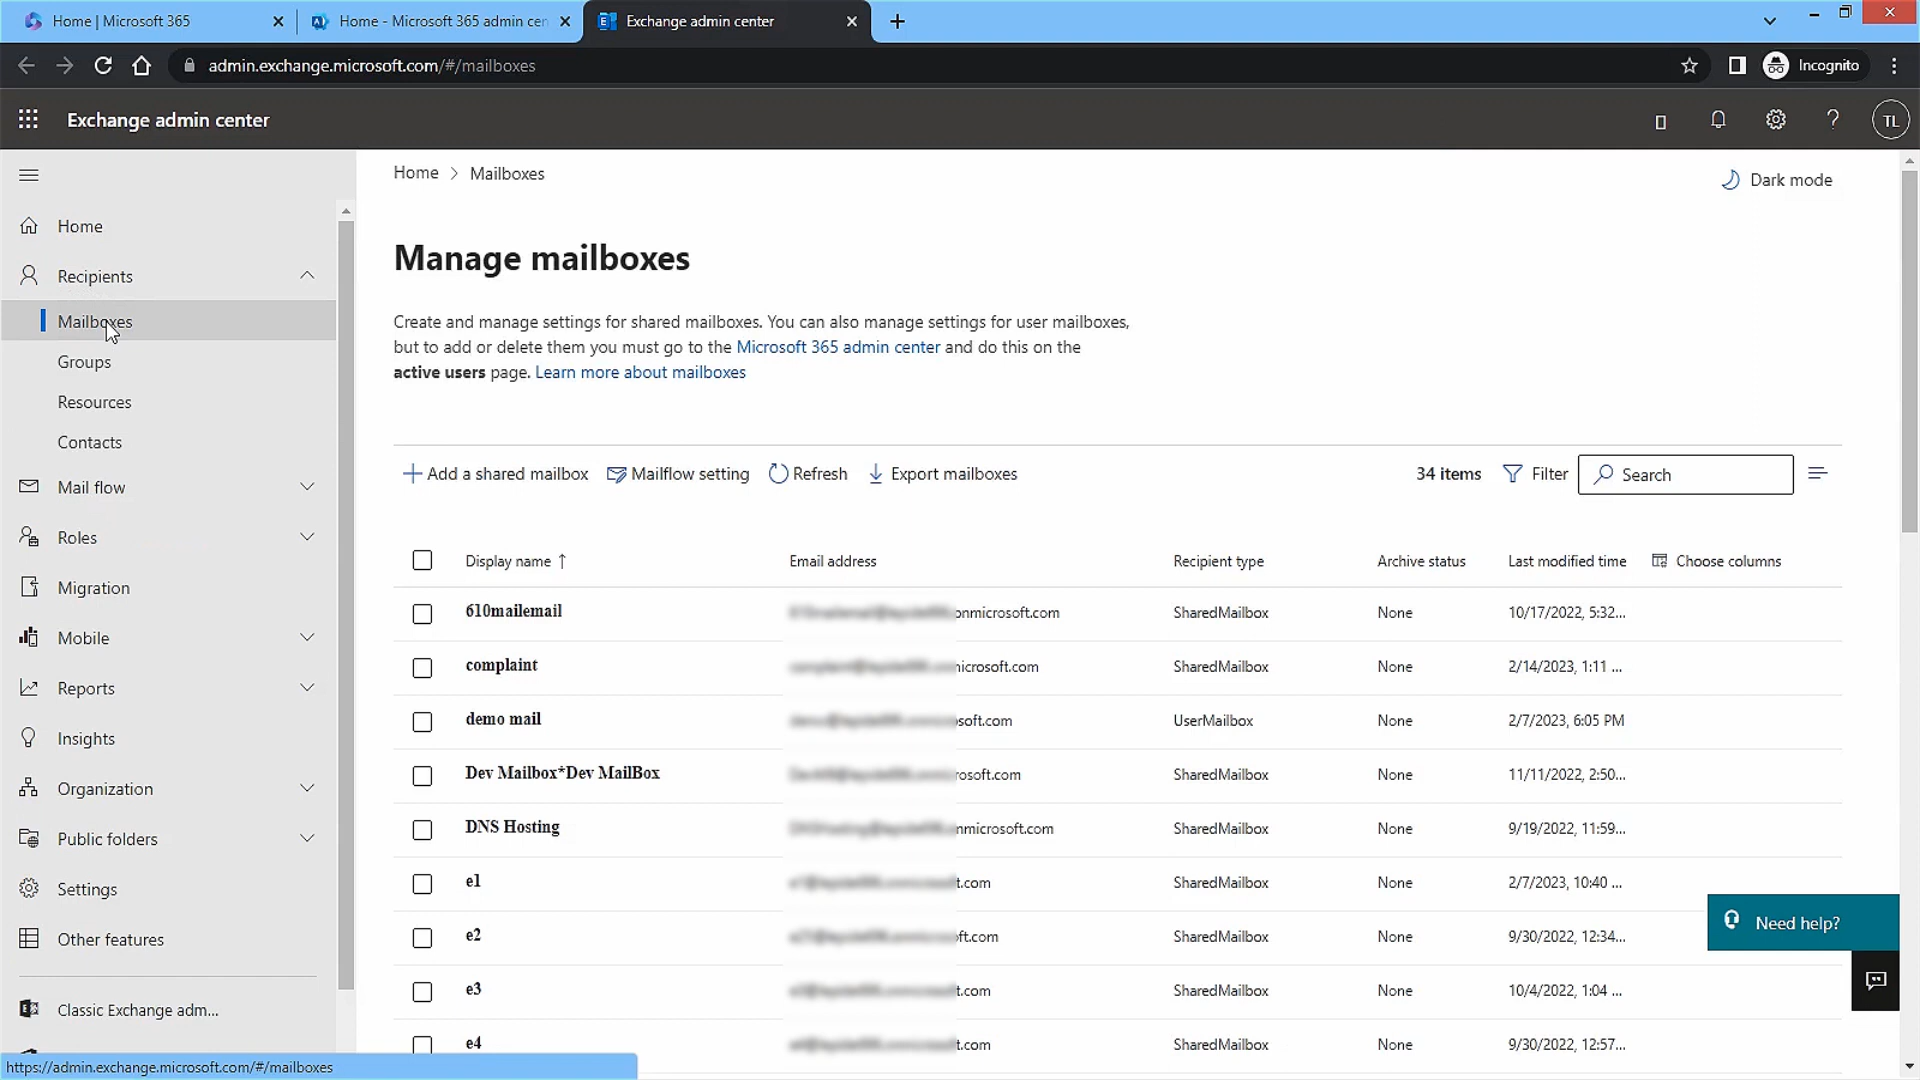 Home | Microsoft 365
Home - Microsoft 365 admin cen
Exchange admin center
admin.exchange.microsoft.com/#/mailboxes
Incognito
Exchange admin center
TL
Home
Recipients
Mailboxes
Groups
Resources
Contacts
Mail flow
Roles
Migration
Mobile
Reports
Insights
Organization
Public folders
Settings
Other features
Classic Exchange adm...
https://admin.exchange.microsoft.com/#/mailboxes
Home > Mailboxes
Dark mode
Manage mailboxes
Create and manage settings for shared mailboxes. You can also manage settings for user mailboxes,
but to add or delete them you must go to the Microsoft 365 admin center and do this on the
active users page. Learn more about mailboxes
Add a shared mailbox Mailflow setting Refresh Export mailboxes 34 items Filter Search
Display name ↑ Email address Recipient type Archive status Last modified time Choose columns
610mailemail onmicrosoft.com SharedMailbox None 10/17/2022, 5:32...
complaint microsoft.com SharedMailbox None 2/14/2023, 1:11 ...
demo mail soft.com UserMailbox None 2/7/2023, 6:05 PM
Dev Mailbox*Dev MailBox rosoft.com SharedMailbox None 11/11/2022, 2:50...
DNS Hosting nmicrosoft.com SharedMailbox None 9/19/2022, 11:59...
e1 t.com SharedMailbox None 2/7/2023, 10:40 ...
e2 ft.com SharedMailbox None 9/30/2022, 12:34...
e3 t.com SharedMailbox None 10/4/2022, 1:04 ...
e4 t.com SharedMailbox None 9/30/2022, 12:57...
Need help?